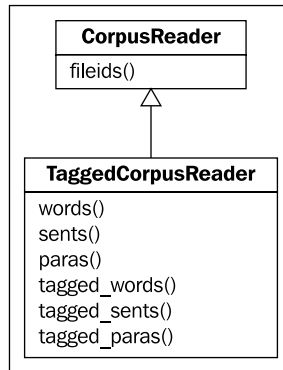 CorpusReader
fileids()
TaggedCorpusReader
words()
sents()
paras()
tagged_words()
tagged_sents()
tagged_paras()